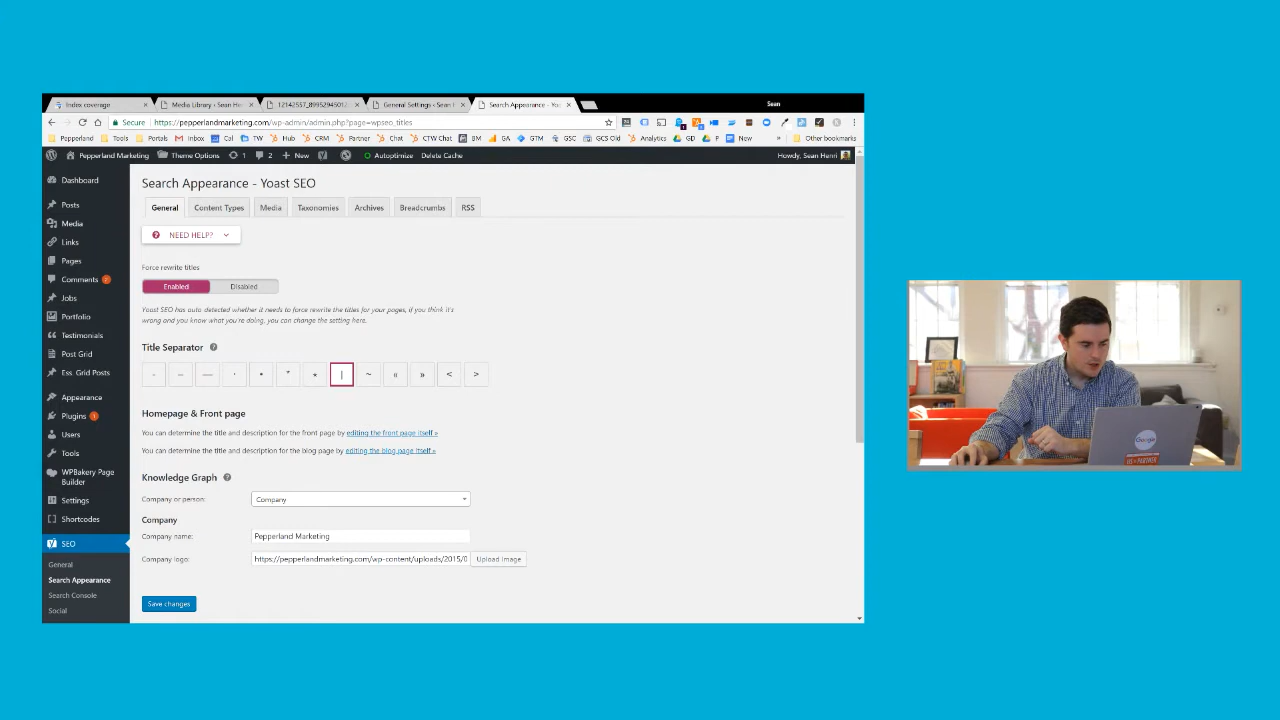 Index coverage
Media Library ‹ Sean He
12142557_8995294501
General Settings ‹ Sean H
Search Appearance - Yo
Sean
Secure
https://pepperlandmarketing.com/wp-admin/admin.php?page=wpseo_titles
Pepperland Tools Portals Inbox Cal TW Hub CRM Partner Chat CTW Chat BM GA GTM GSC GCS Old Analytics GD P New » Other bookmarks
Pepperland Marketing Theme Options 1 2 New Autoptimize Delete Cache Howdy, Sean Henri
Dashboard
Posts
Media
Links
Pages
Comments
Jobs
Portfolio
Testimonials
Post Grid
Ess. Grid Posts
Appearance
Plugins 1
Users
Tools
WPBakery Page
Builder
Settings
Shortcodes
SEO
General
Search Appearance
Search Console
Social
Search Appearance - Yoast SEO
General Content Types Media Taxonomies Archives Breadcrumbs RSS
NEED HELP?
Force rewrite titles
Enabled Disabled
Yoast SEO has auto-detected whether it needs to force rewrite the titles for your pages, if you think it's
wrong and you know what you're doing, you can change the setting here.
Title Separator
- – — · • * ⋆ | ~ « » < >
Homepage & Front page
You can determine the title and description for the front page by editing the front page itself »
You can determine the title and description for the blog page by editing the blog page itself »
Knowledge Graph
Company or person: Company
Company
Company name: Pepperland Marketing
Company logo: https://pepperlandmarketing.com/wp-content/uploads/2015/0 Upload Image
Save changes
Google
PARTNER